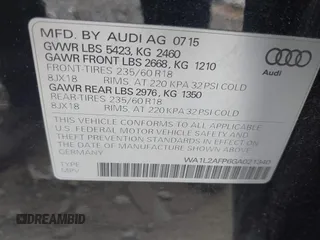 MFD. BY AUDI AG 07/15
GVWR LBS 5423, KG 2460
GAWR FRONT LBS 2668, KG 1210
FRONT-TIRES 235/60 R18
8JX18 RIMS. AT 220 KPA 32 PSI COLD
GAWR REAR LBS 2976, KG 1350
REAR-TIRES 235/60 R18
8JX18 RIMS. AT 220 KPA 32 PSI COLD
Audi
THIS VEHICLE CONFORMS TO ALL APPLICABLE
FEDERAL MOTOR VEHICLE SAFETY, BUMPER,
AND THEFT PREVENTION STANDARDS IN EFFECT
ON THE DATE OF MANUFACTURE SHOWN ABOVE
TYPE
MPV
DREAMBID